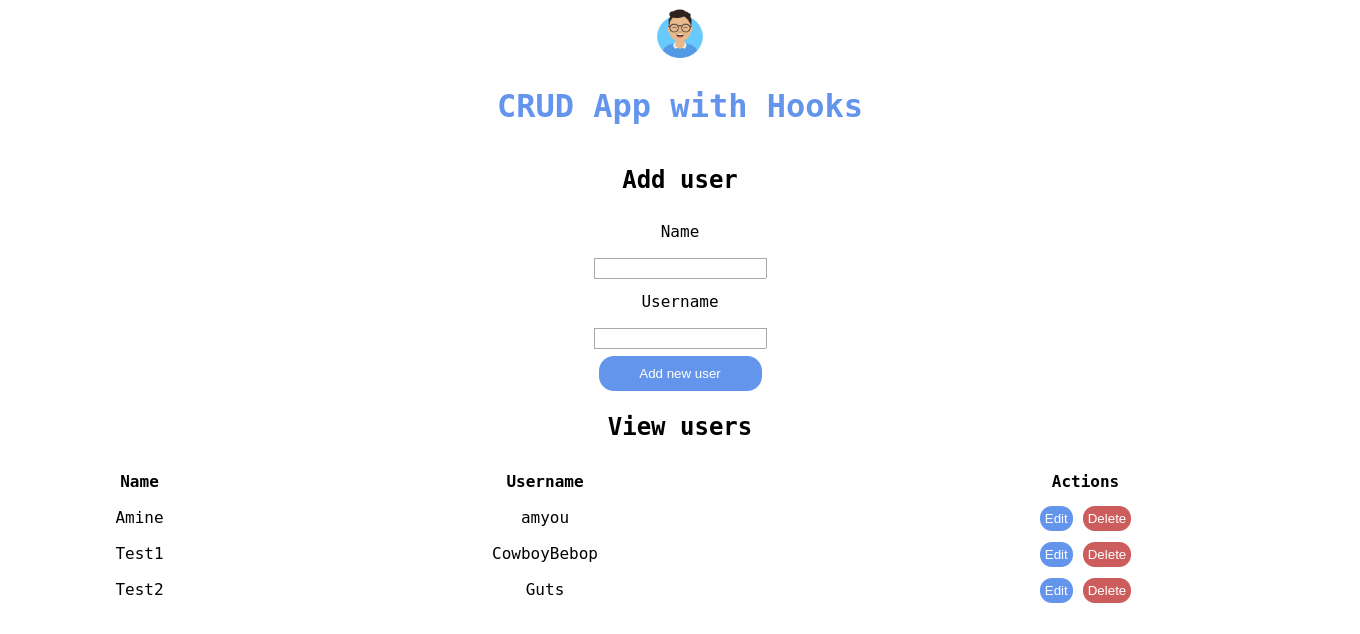 CRUD App with Hooks
Add user
Name
Username
Add new user
View users
Name Username Actions
Amine amyou Edit Delete
Test1 CowboyBebop Edit Delete
Test2 Guts Edit Delete